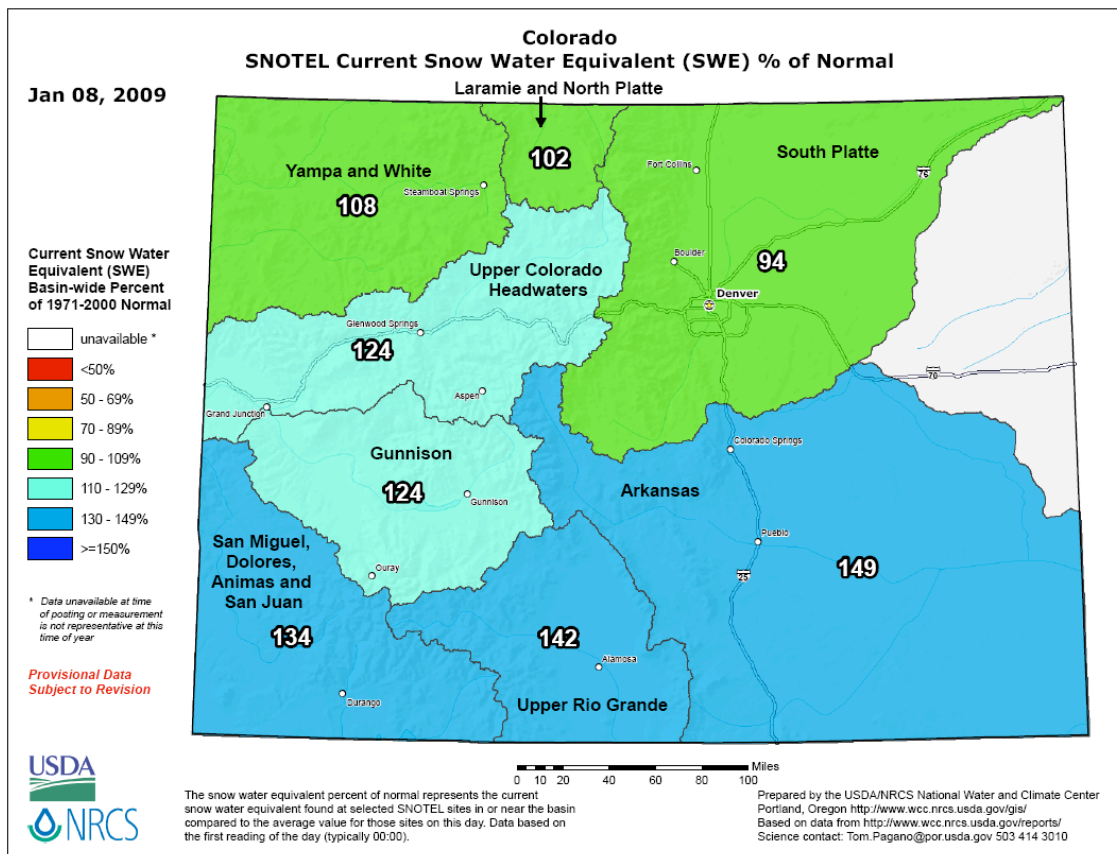 Colorado
SNOTEL Current Snow Water Equivalent (SWE) % of Normal
Jan 08, 2009
Laramie and North Platte
102
South Platte
Fort Collins
76
Yampa and White
Steamboat Springs
108
Boulder
94
Denver
Upper Colorado
Headwaters
Glenwood Springs
124
Aspen
Grand Junction
70
Colorado Springs
Gunnison
124
Gunnison
Arkansas
Pueblo
149
25
Ouray
San Miguel,
Dolores,
Animas and
San Juan
134
Durango
142
Alamosa
Upper Rio Grande
Current Snow Water
Equivalent (SWE)
Basin-wide Percent
of 1971-2000 Normal
unavailable *
<50%
50 - 69%
70 - 89%
90 - 109%
110 - 129%
130 - 149%
>=150%
* Data unavailable at time
of posting or measurement
is not representative at this
time of year
Provisional Data
Subject to Revision
USDA
NRCS
Miles
0 10 20 40 60 80 100
The snow water equivalent percent of normal represents the current
snow water equivalent found at selected SNOTEL sites in or near the basin
compared to the average value for those sites on this day. Data based on
the first reading of the day (typically 00:00).
Prepared by the USDA/NRCS National Water and Climate Center
Portland, Oregon http://www.wcc.nrcs.usda.gov/gis/
Based on data from http://www.wcc.nrcs.usda.gov/reports/
Science contact: Tom.Pagano@por.usda.gov 503 414 3010